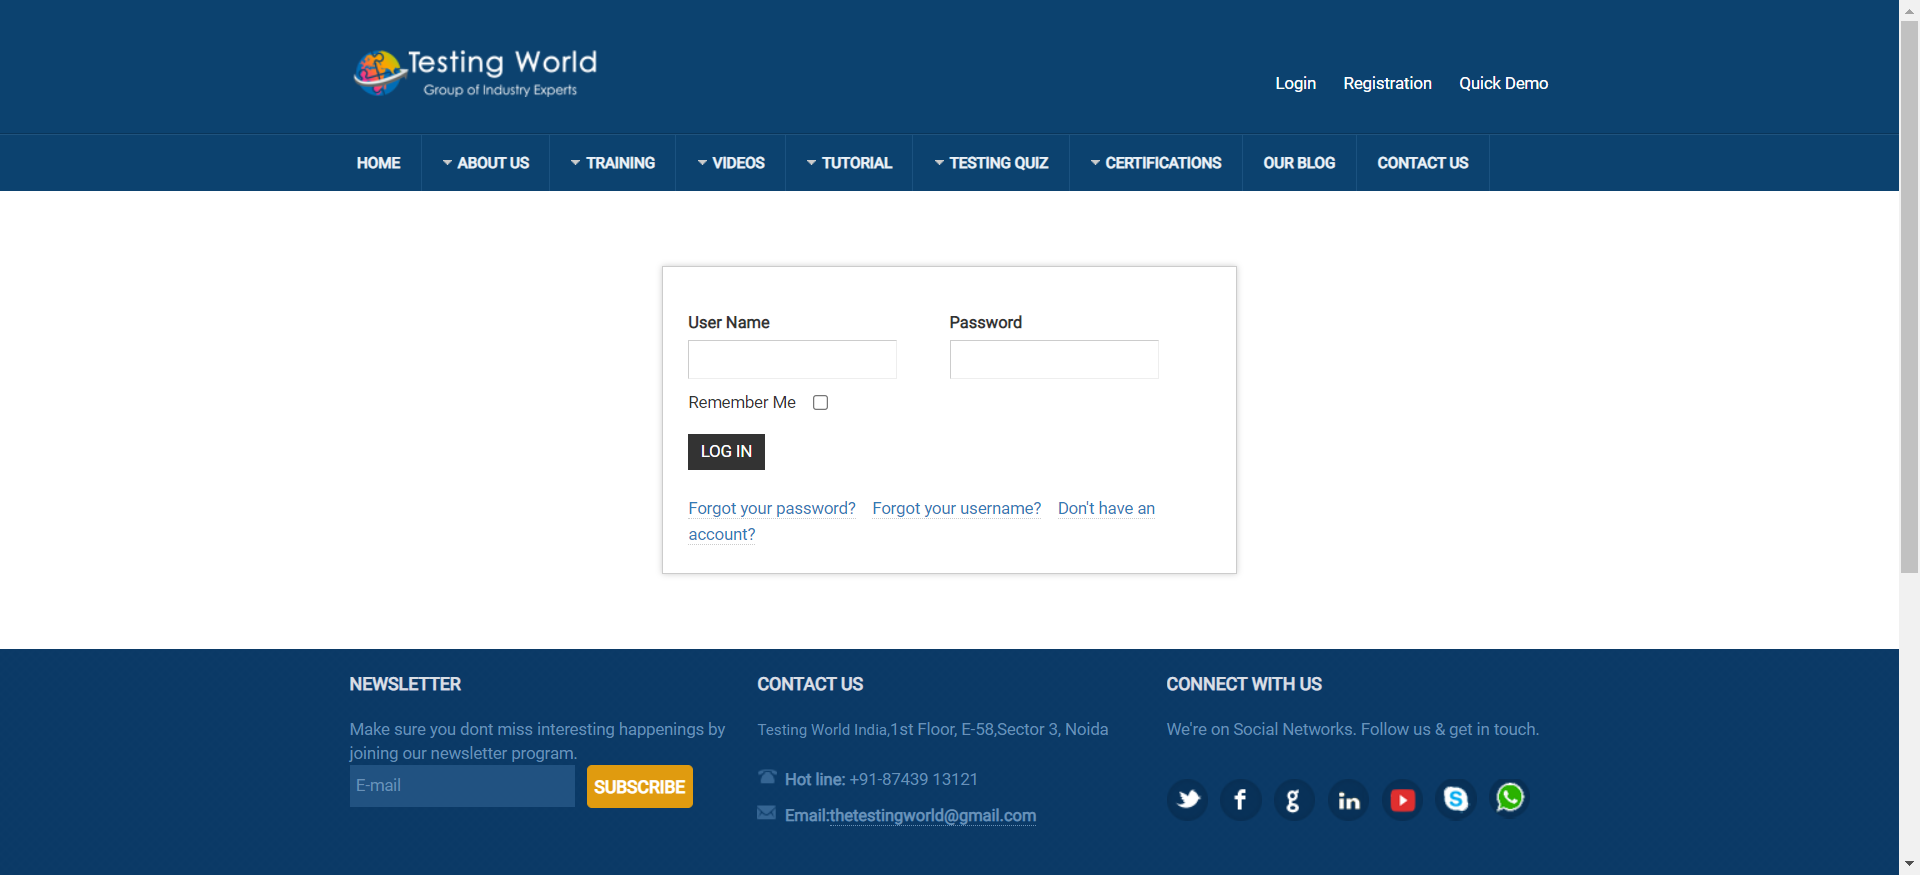 Testing World
Group of Industry Experts
Login Registration Quick Demo
HOME ABOUT US TRAINING VIDEOS TUTORIAL TESTING QUIZ CERTIFICATIONS OUR BLOG CONTACT US
User Name Password
Remember Me
LOG IN
Forgot your password? Forgot your username? Don't have an
account?
NEWSLETTER
Make sure you dont miss interesting happenings by
joining our newsletter program.
E-mail SUBSCRIBE
CONTACT US
Testing World India,1st Floor, E-58,Sector 3, Noida
Hot line: +91-87439 13121
Email:thetestingworld@gmail.com
CONNECT WITH US
We're on Social Networks. Follow us & get in touch.